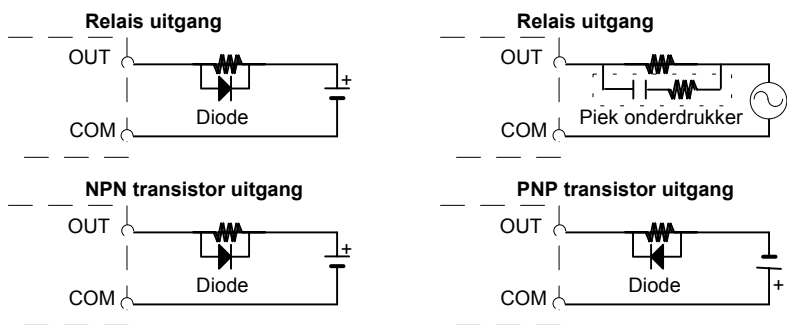 Relais uitgang
OUT
+
Diode
COM
Relais uitgang
OUT
Piek onderdrukker
COM
NPN transistor uitgang
OUT
+
Diode
COM
PNP transistor uitgang
OUT
Diode
+
COM